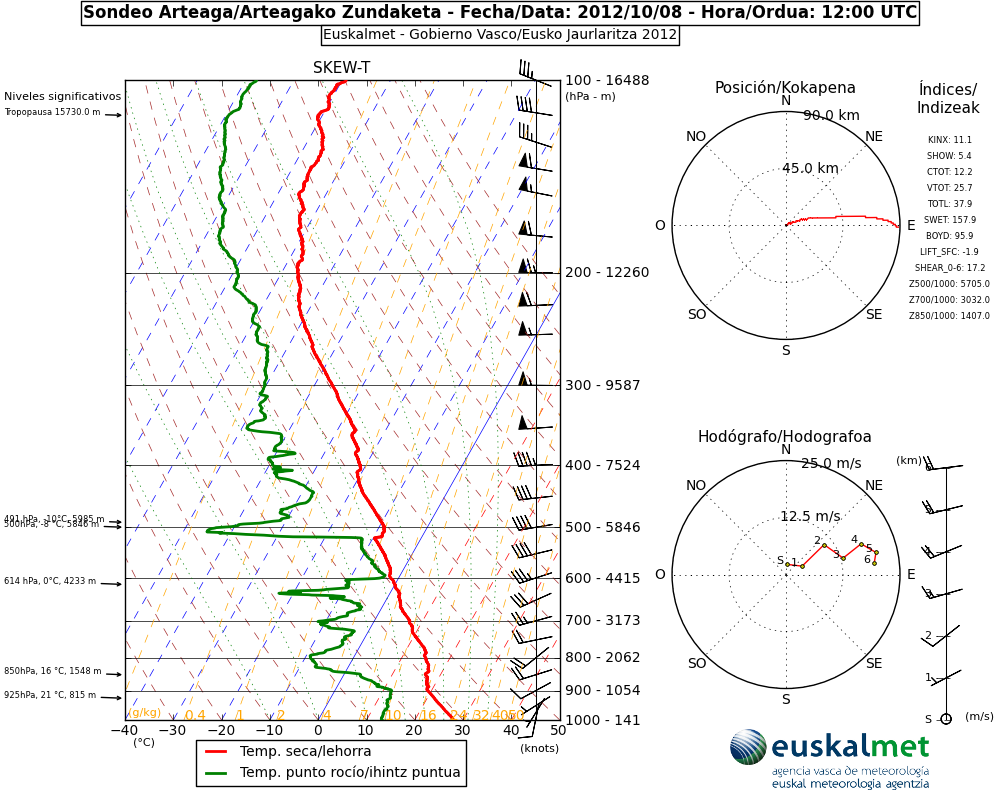 Sondeo Arteaga/Arteagako Zundaketa - Fecha/Data: 2012/10/08 - Hora/Ordua: 12:00 UTC
Euskalmet - Gobierno Vasco/Eusko Jaurlaritza 2012
SKEW-T
Niveles significativos
Tropopausa 15730.0 m
491 hPa, -10°C, 5985 m
500hPa, -8 °C, 5846 m
614 hPa, 0°C, 4233 m
850hPa, 16 °C, 1548 m
925hPa, 21 °C, 815 m
100 - 16488
(hPa - m)
200 - 12260
300 - 9587
400 - 7524
500 - 5846
600 - 4415
700 - 3173
800 - 2062
900 - 1054
1000 - 141
(g/kg) 0.4 1 2 4 7 10 16 24 32 40 50
−40 −30 −20 −10 0 10 20 30 40 50
(°C)
(knots)
Temp. seca/lehorra
Temp. punto rocío/ihintz puntua
Posición/Kokapena
N
90.0 km
NO
NE
45.0 km
O
E
SO
SE
S
Índices/
Indizeak
KINX: 11.1
SHOW: 5.4
CTOT: 12.2
VTOT: 25.7
TOTL: 37.9
SWET: 157.9
BOYD: 95.9
LIFT_SFC: -1.9
SHEAR_0-6: 17.2
Z500/1000: 5705.0
Z700/1000: 3032.0
Z850/1000: 1407.0
Hodógrafo/Hodografoa
N
25.0 m/s
NO
NE
12.5 m/s
S 1 2 3 4 5 6
O
E
SO
SE
S
(km)
6
5
4
3
2
1
S
(m/s)
euskalmet
agencia vasca de meteorología
euskal meteorologia agentzia